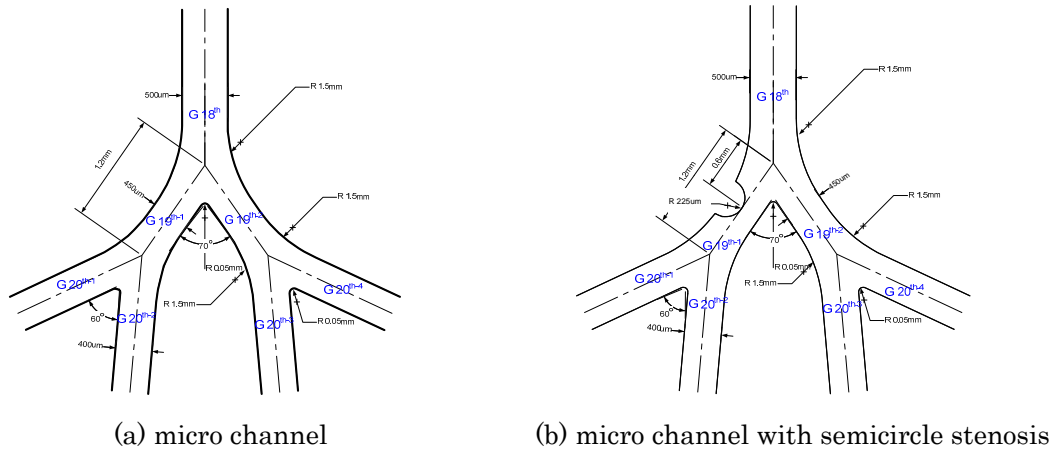 500um
R 1.5mm
G 18th
1.2mm
450um
R 1.5mm
G 19th-1
G 19th-2
70°
R 0.05mm
G 20th-1
R 1.5mm
G 20th-4
60°
G 20th-2
G 20th-3
R 0.05mm
400um
(a) micro channel
R 1.5mm
500um
G 18th
1.2mm
0.6mm
450um
R 1.5mm
R 225um
G 19th-1
G 19th-2
70°
R 0.05mm
G 20th-1
R 1.5mm
G 20th-4
G 20th-2
G 20th-3
60°
R 0.05mm
400um
(b) micro channel with semicircle stenosis